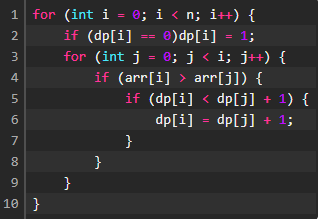 1 for (int i = 0; i < n; i++) {
2     if (dp[i] == 0)dp[i] = 1;
3     for (int j = 0; j < i; j++) {
4         if (arr[i] > arr[j]) {
5             if (dp[i] < dp[j] + 1) {
6                 dp[i] = dp[j] + 1;
7             }
8         }
9     }
10 }